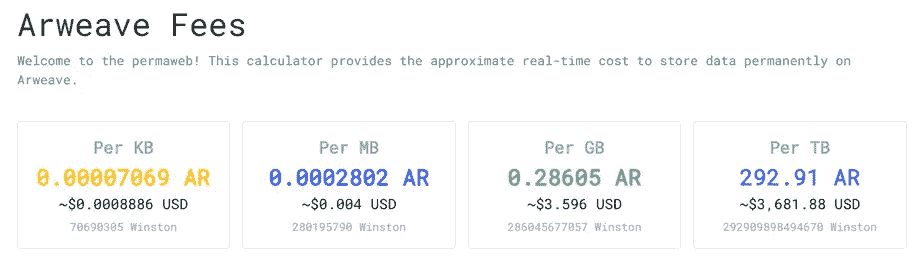 Arweave Fees
Welcome to the permaweb! This calculator provides the approximate real-time cost to store data permanently on
Arweave.
Per KB
0.00007069 AR
~$0.0008886 USD
70690305 Winston
Per MB
0.0002802 AR
~$0.004 USD
280195790 Winston
Per GB
0.28605 AR
~$3.596 USD
286045677057 Winston
Per TB
292.91 AR
~$3,681.88 USD
292909898494670 Winston